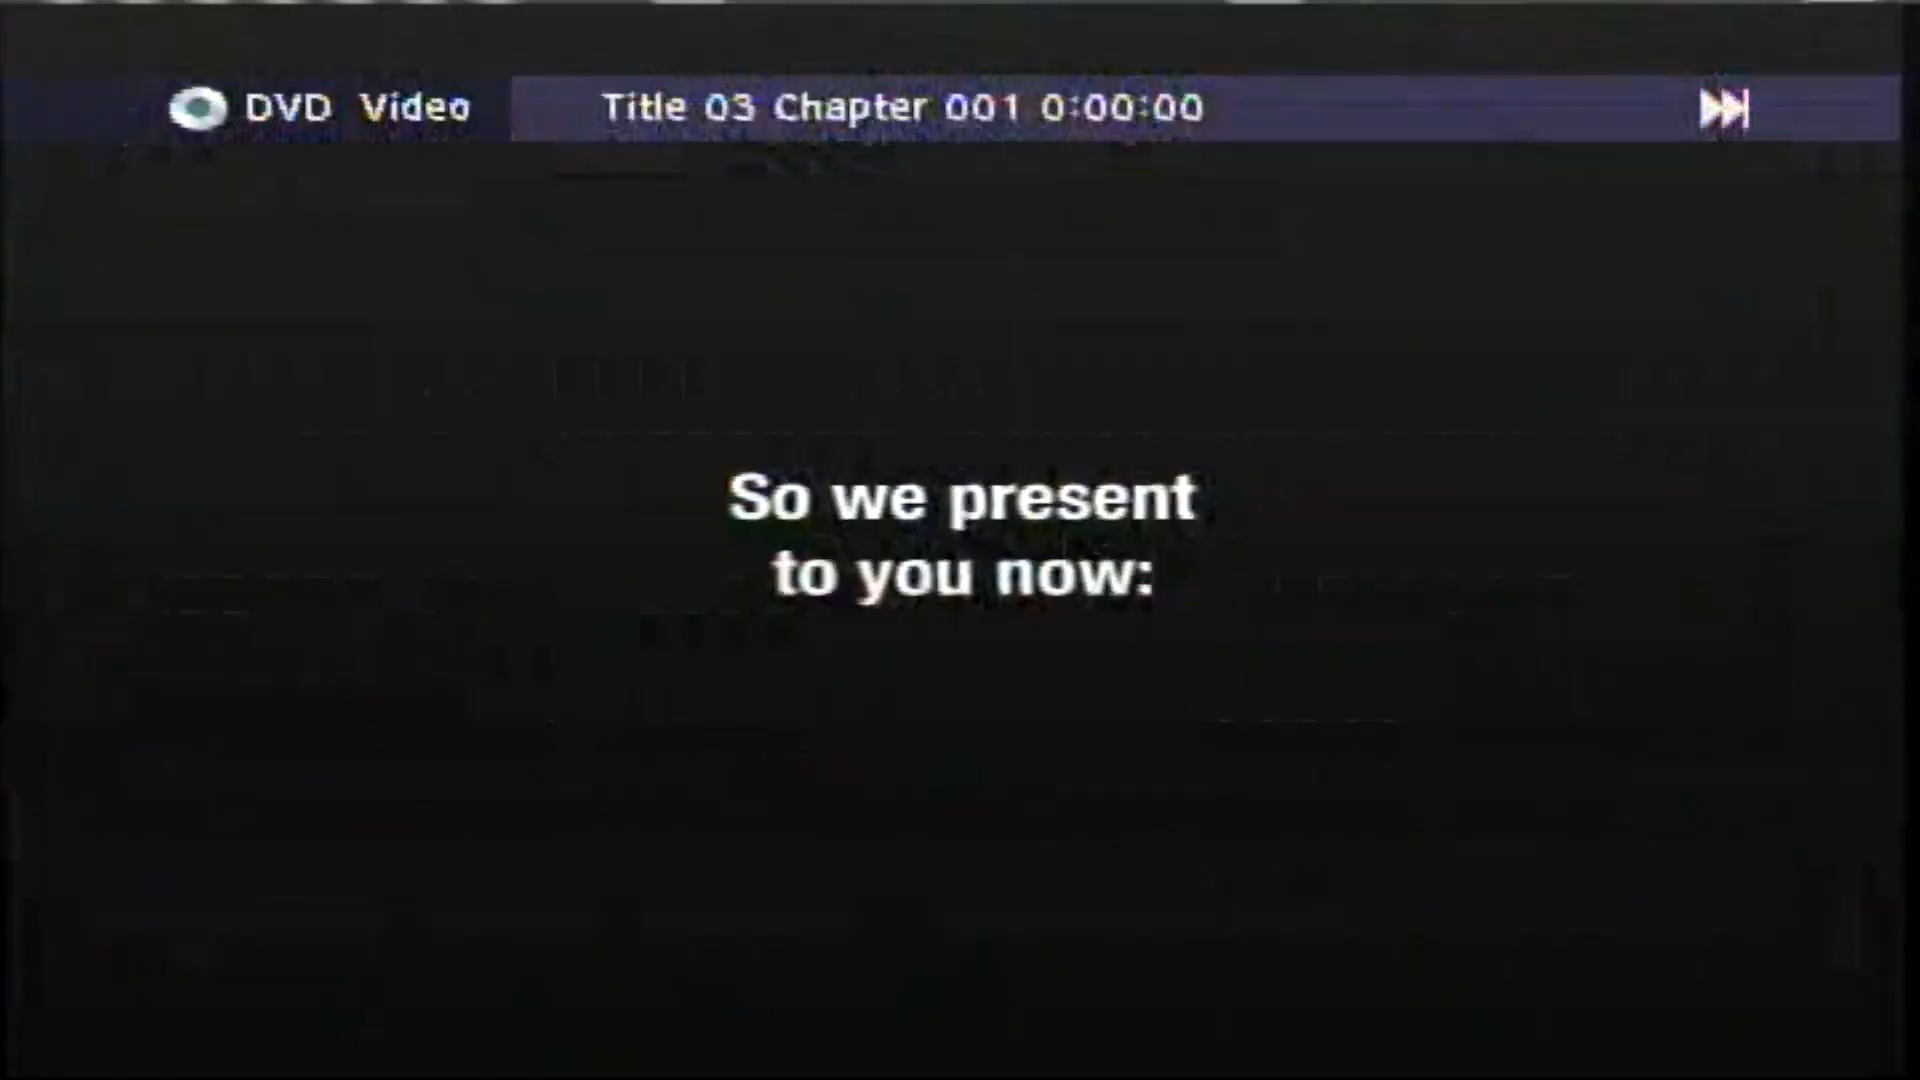 DVD Video Title 03 Chapter 001 0:00:00
So we present
to you now: